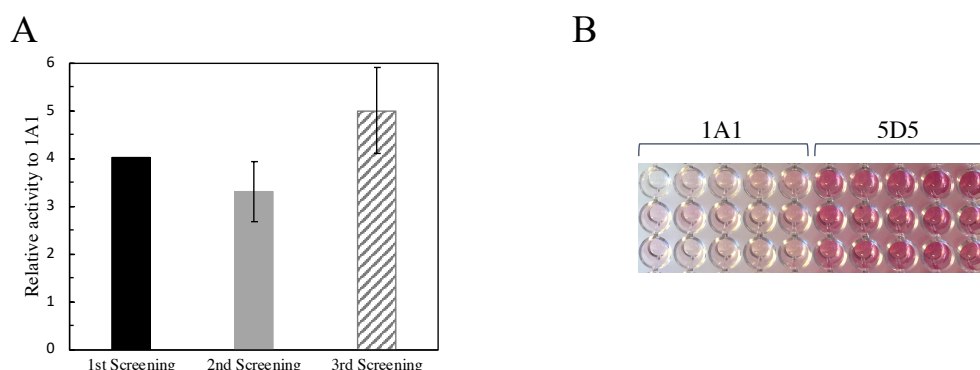 A
B
Relative activity to 1A1
6
5
4
3
2
1
0
1st Screening 2nd Screening 3rd Screening
1A1 5D5